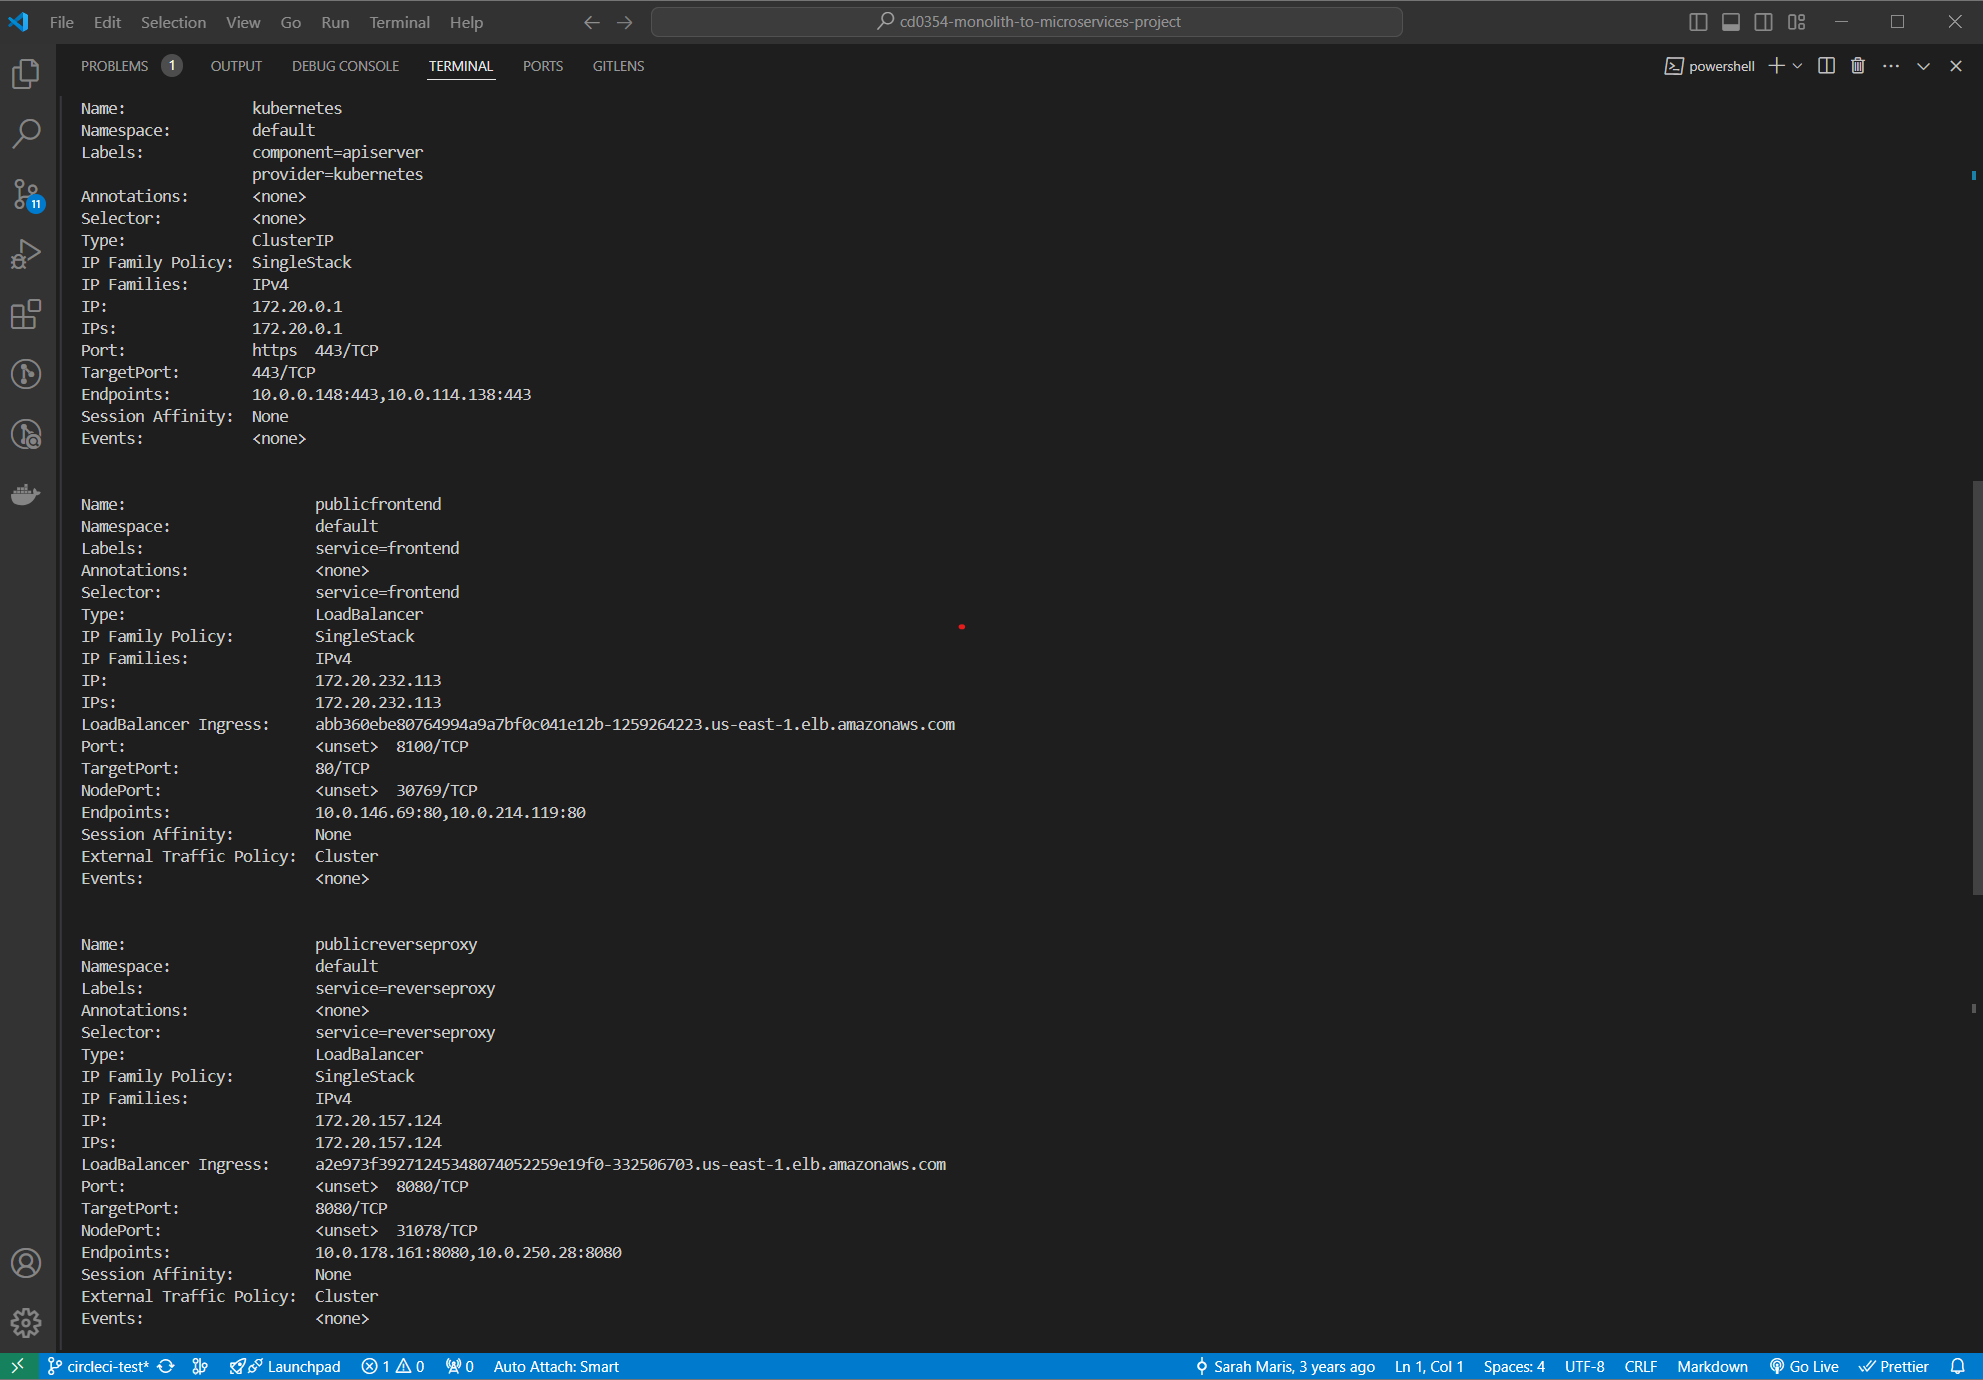 File Edit Selection View Go Run Terminal Help cd0354-monolith-to-microservices-project
PROBLEMS 1 OUTPUT DEBUG CONSOLE TERMINAL PORTS GITLENS powershell
Name: kubernetes
Namespace: default
Labels: component=apiserver
provider=kubernetes
Annotations: <none>
Selector: <none>
Type: ClusterIP
IP Family Policy: SingleStack
IP Families: IPv4
IP: 172.20.0.1
IPs: 172.20.0.1
Port: https 443/TCP
TargetPort: 443/TCP
Endpoints: 10.0.0.148:443,10.0.114.138:443
Session Affinity: None
Events: <none>
Name: publicfrontend
Namespace: default
Labels: service=frontend
Annotations: <none>
Selector: service=frontend
Type: LoadBalancer
IP Family Policy: SingleStack
IP Families: IPv4
IP: 172.20.232.113
IPs: 172.20.232.113
LoadBalancer Ingress: abb360ebe80764994a9a7bf0c041e12b-1259264223.us-east-1.elb.amazonaws.com
Port: <unset> 8100/TCP
TargetPort: 80/TCP
NodePort: <unset> 30769/TCP
Endpoints: 10.0.146.69:80,10.0.214.119:80
Session Affinity: None
External Traffic Policy: Cluster
Events: <none>
Name: publicreverseproxy
Namespace: default
Labels: service=reverseproxy
Annotations: <none>
Selector: service=reverseproxy
Type: LoadBalancer
IP Family Policy: SingleStack
IP Families: IPv4
IP: 172.20.157.124
IPs: 172.20.157.124
LoadBalancer Ingress: a2e973f39271245348074052259e19f0-332506703.us-east-1.elb.amazonaws.com
Port: <unset> 8080/TCP
TargetPort: 8080/TCP
NodePort: <unset> 31078/TCP
Endpoints: 10.0.178.161:8080,10.0.250.28:8080
Session Affinity: None
External Traffic Policy: Cluster
Events: <none>
11
circleci-test* Launchpad 1 0 0 Auto Attach: Smart Sarah Maris, 3 years ago Ln 1, Col 1 Spaces: 4 UTF-8 CRLF Markdown Go Live Prettier